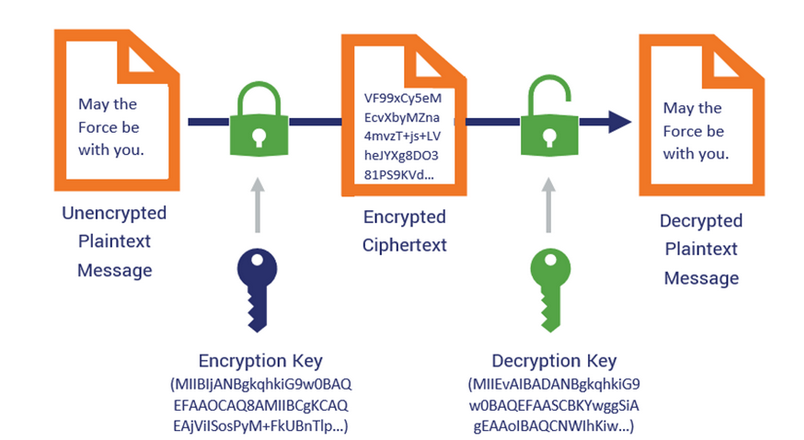 May the
Force be
with you.
Unencrypted
Plaintext
Message
VF99xCy5eM
EcvXbyMZna
4mvzT+js+LV
heJYXg8DO3
81PS9KVd...
Encrypted
Ciphertext
May the
Force be
with you.
Decrypted
Plaintext
Message
Encryption Key
(MIIBIjANBgkqhkiG9w0BAQ
EFAAOCAQ8AMIIBCgKCAQ
EAjViISosPyM+FkUBnTlp...)
Decryption Key
(MIIEvAIBADANBgkqhkiG9
w0BAQEFAASCBKYwggSiA
gEAAoIBAQCNWIhKiw...)